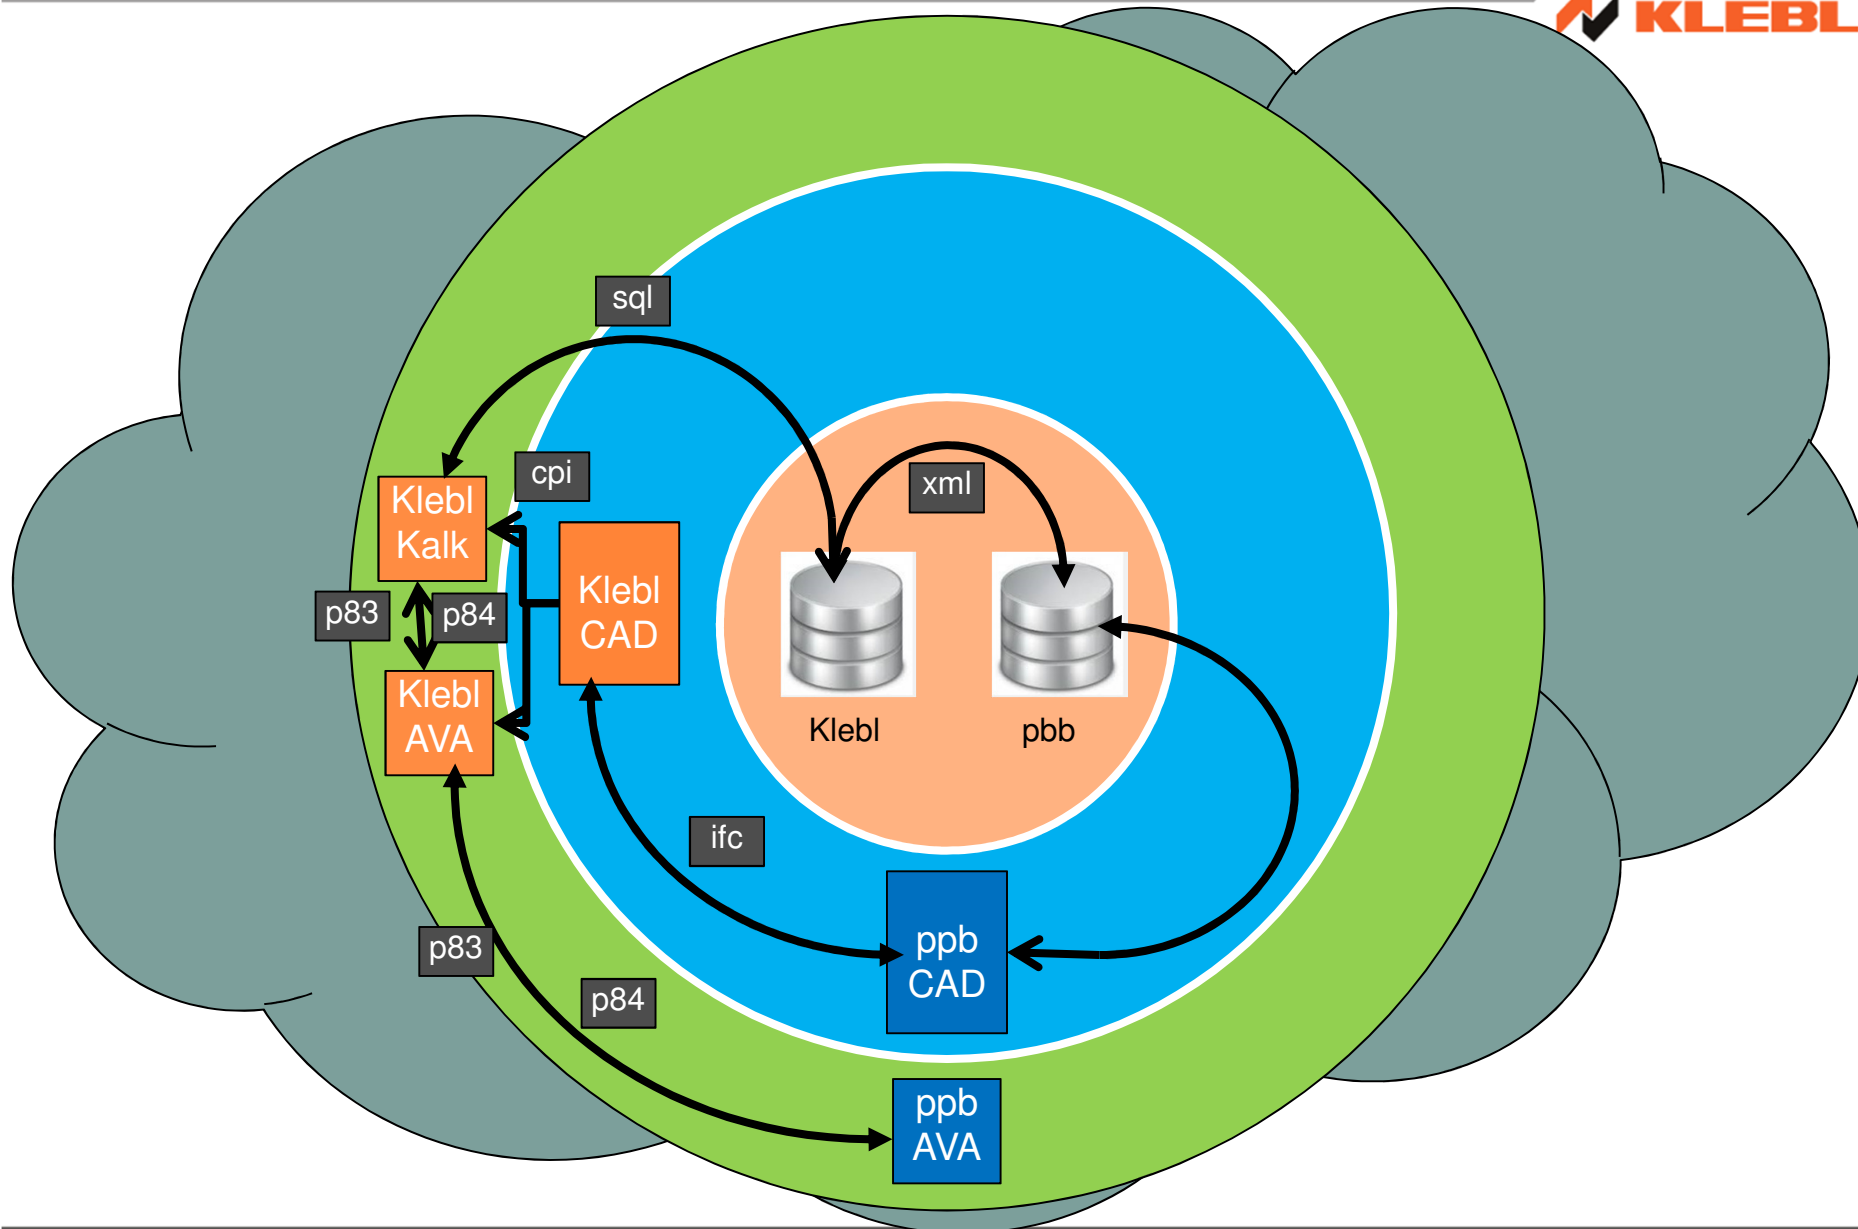 KLEBL
sql
cpi
xml
Klebl
Kalk
Klebl
CAD
p83
p84
Klebl
AVA
Klebl
pbb
ifc
p83
ppb
CAD
p84
ppb
AVA